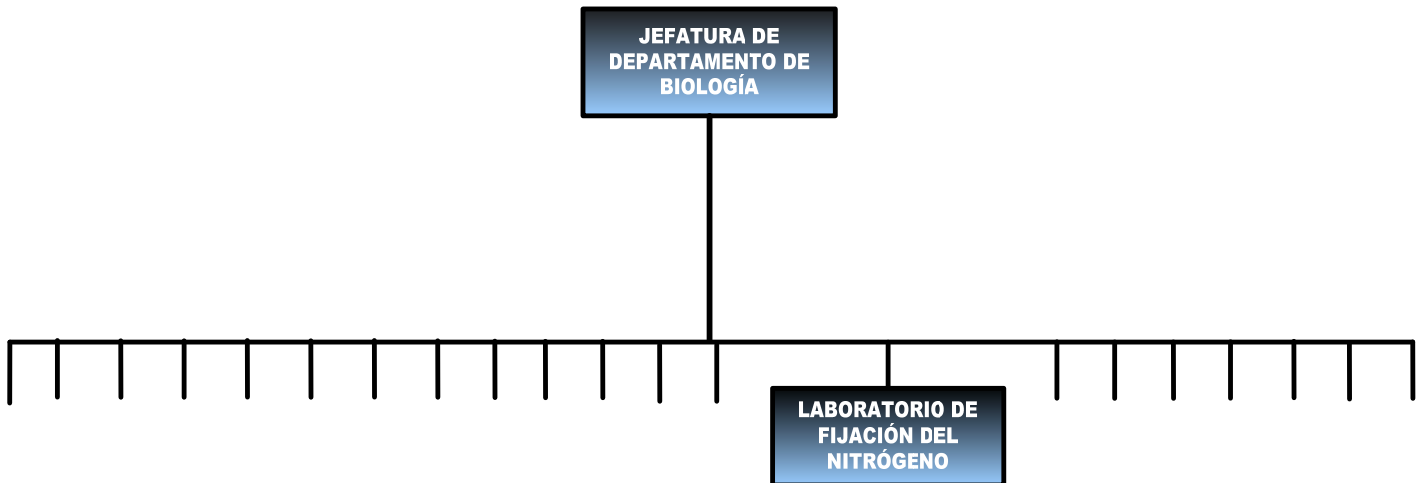 JEFATURA DE
DEPARTAMENTO DE
BIOLOGÍA
LABORATORIO DE
FIJACIÓN DEL
NITRÓGENO